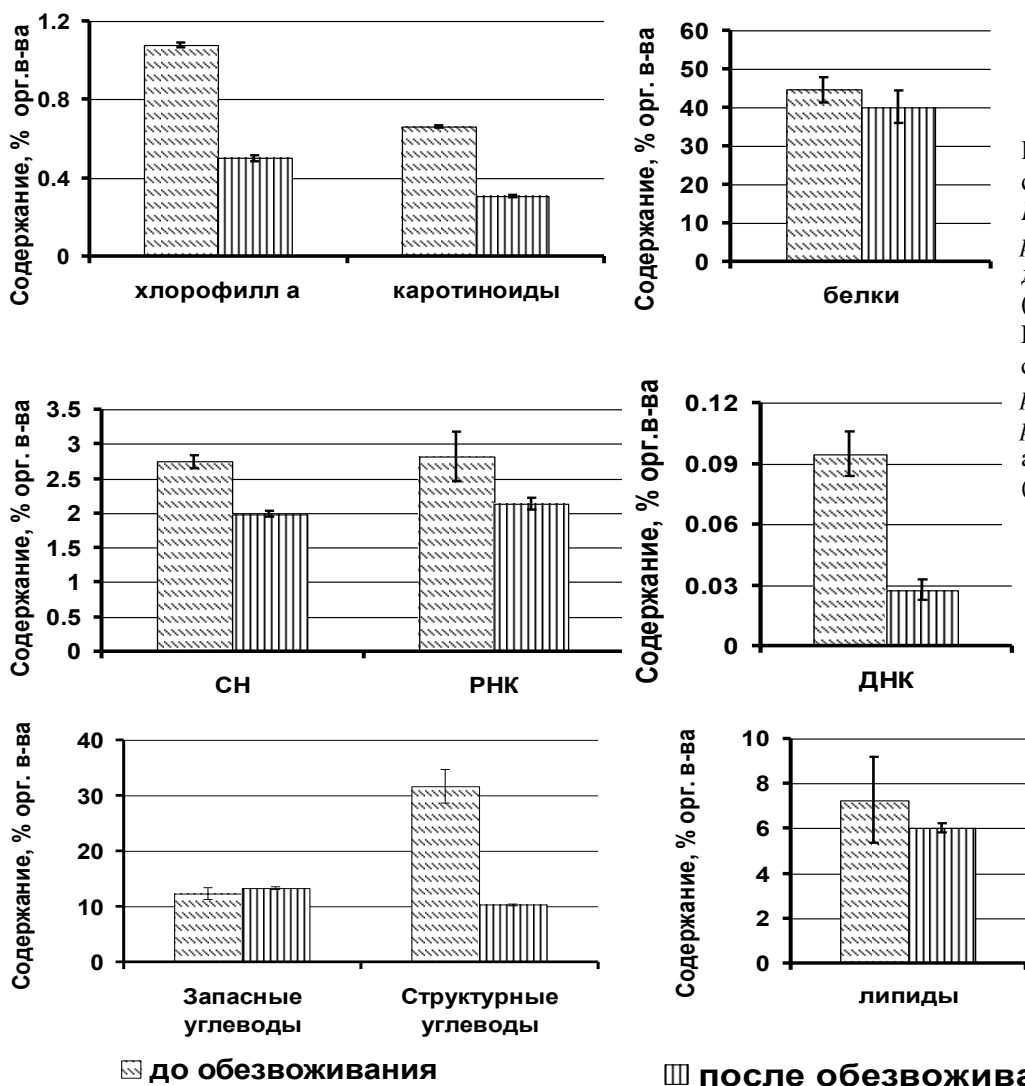 Содержание, % орг.в-ва
1.2
0.8
0.4
0
хлорофилл а
каротиноиды
Содержание, % орг. в-ва
60
50
40
30
20
10
0
белки
Содержание, % орг. в-ва
3.5
3
2.5
2
1.5
1
0.5
0
СН
РНК
Содержание, % орг.в-ва
0.12
0.09
0.06
0.03
0
ДНК
Содержание, % орг. в-ва
40
30
20
10
0
Запасные
углеводы
Структурные
углеводы
Содержание, % орг. в-ва
10
8
6
4
2
0
липиды
до обезвоживания
после обезвожива